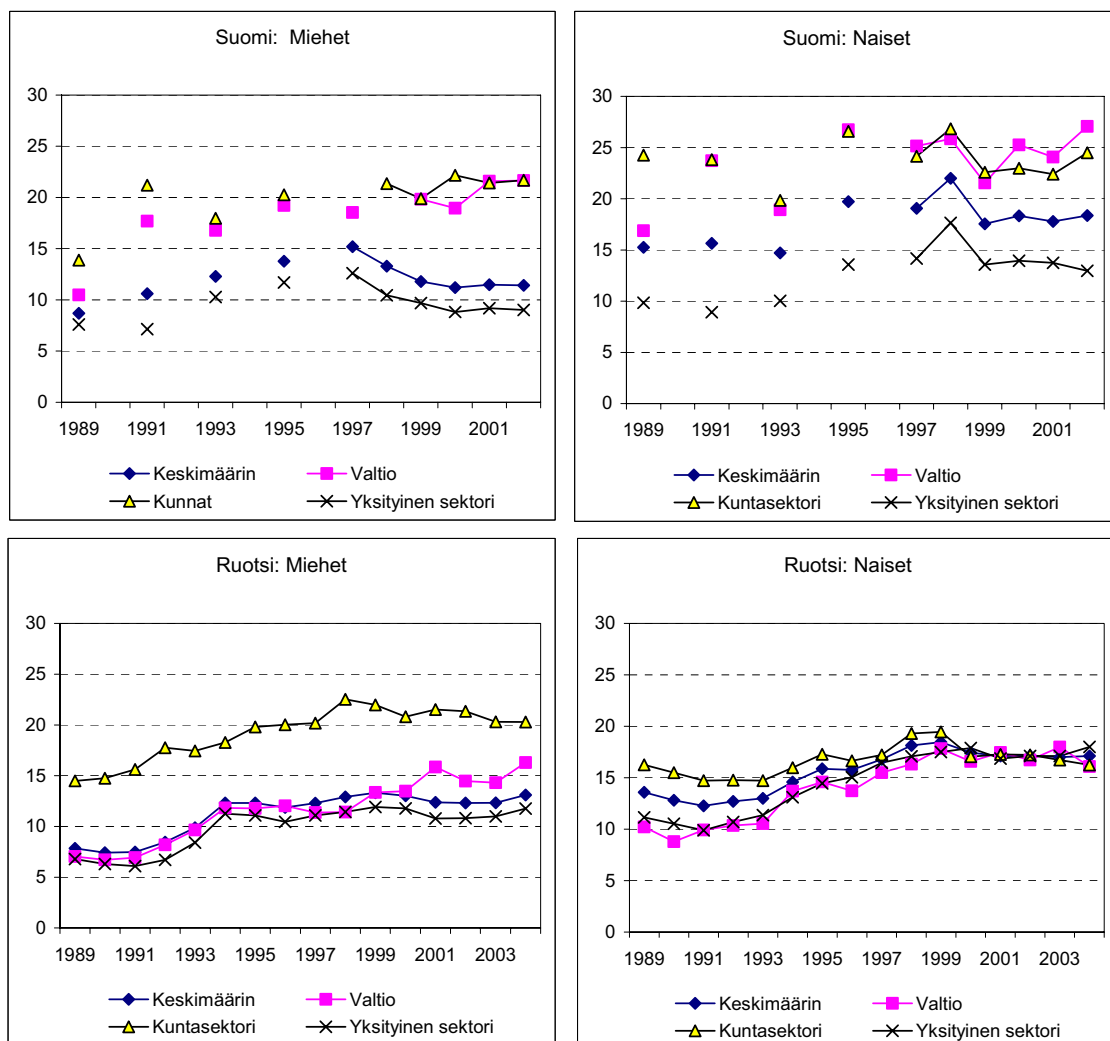 Suomi: Miehet
30
25
20
15
10
5
0
1989 1991 1993 1995 1997 1999 2001
Keskimäärin Valtio
Kunnat Yksityinen sektori
Suomi: Naiset
30
25
20
15
10
5
0
1989 1991 1993 1995 1997 1999 2001
Keskimäärin Valtio
Kuntasektori Yksityinen sektori
Ruotsi: Miehet
30
25
20
15
10
5
0
1989 1991 1993 1995 1997 1999 2001 2003
Keskimäärin Valtio
Kuntasektori Yksityinen sektori
Ruotsi: Naiset
30
25
20
15
10
5
0
1989 1991 1993 1995 1997 1999 2001 2003
Keskimäärin Valtio
Kuntasektori Yksityinen sektori